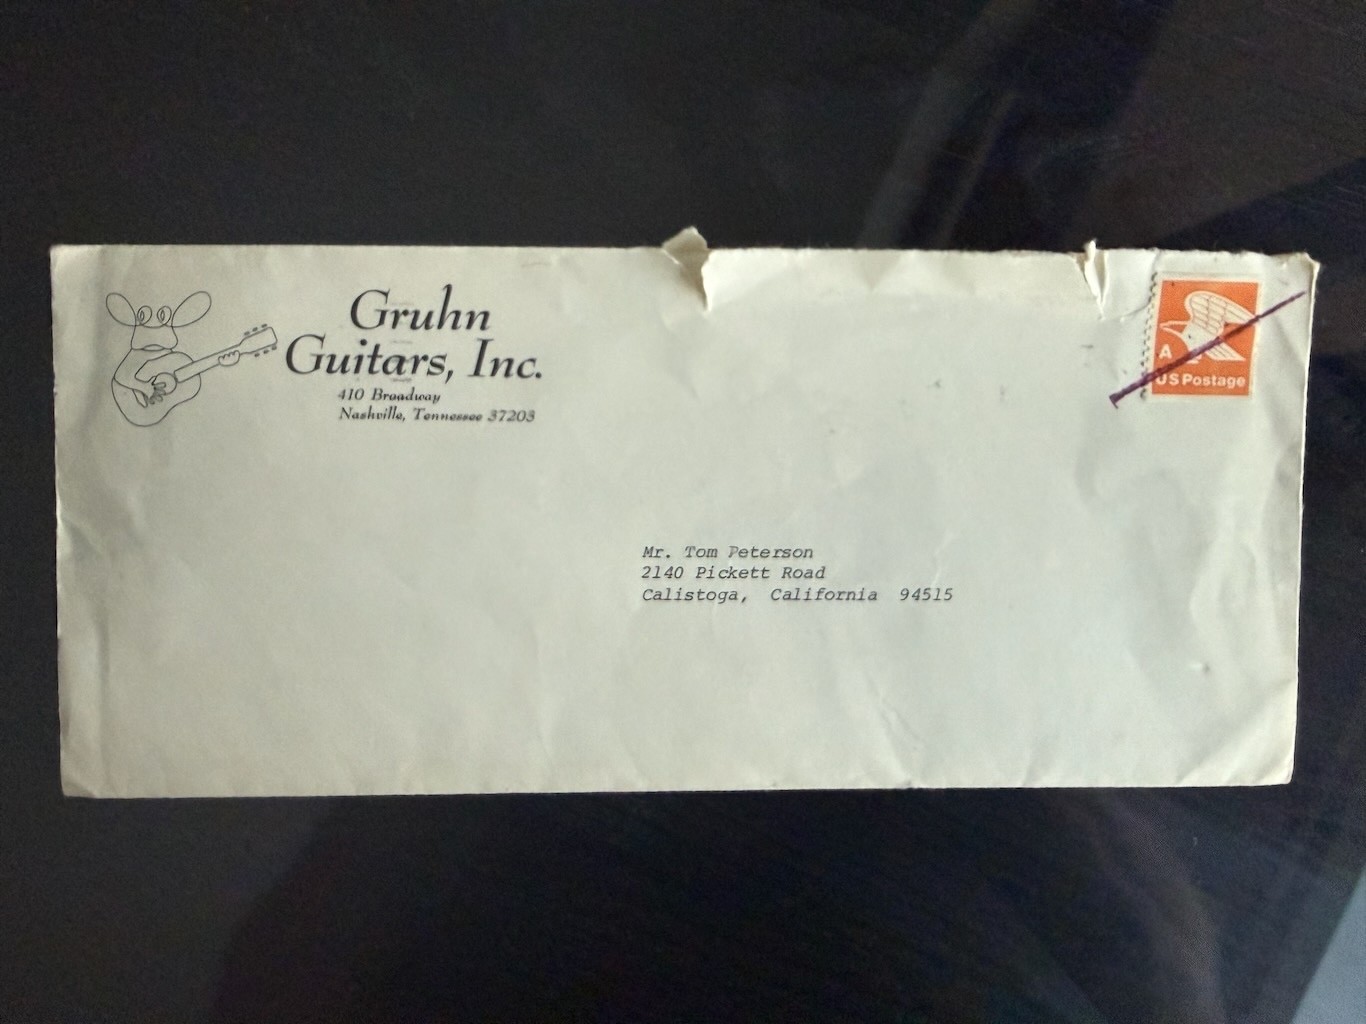 Gruhn
Guitars, Inc.
410 Broadway
Nashville, Tennessee 37203
A
US Postage
Mr. Tom Peterson
2140 Pickett Road
Calistoga, California 94515